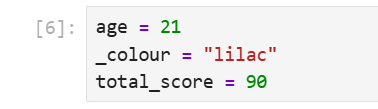 [6]: age = 21
_colour = "lilac"
total_score = 90